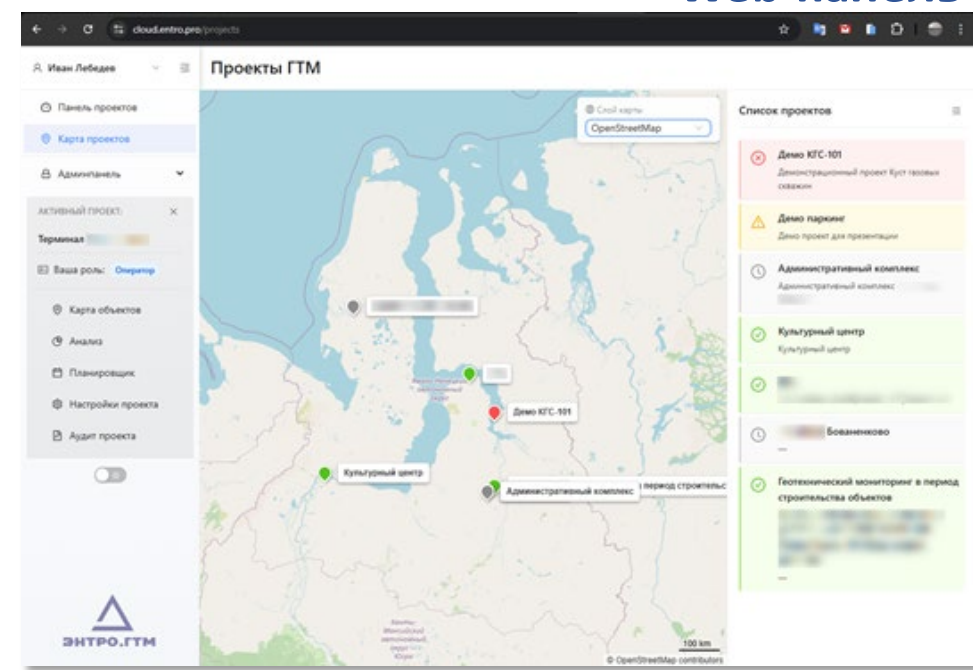 Web-панель
cloud.entro.pro/projects
Иван Лебедев
Проекты ГТМ
Панель проектов
Карта проектов
Админпанель
АКТИВНЫЙ ПРОЕКТ:
Терминал
Ваша роль: Оператор
Карта объектов
Анализ
Планировщик
Настройки проекта
Аудит проекта
ЭНТРО.ГТМ
Слой карты
OpenStreetMap
Демо КГС-101
Культурный центр
Административный комплекс
период строительс
100 km
© OpenStreetMap contributors
Список проектов
Демо КГС-101
Демонстрационный проект Куст газовых
скважин
Демо паркинг
Демо проект для презентации
Административный комплекс
Административный комплекс
Культурный центр
Культурный центр
Бованенково
—
Геотехнический мониторинг в период
строительства объектов
—